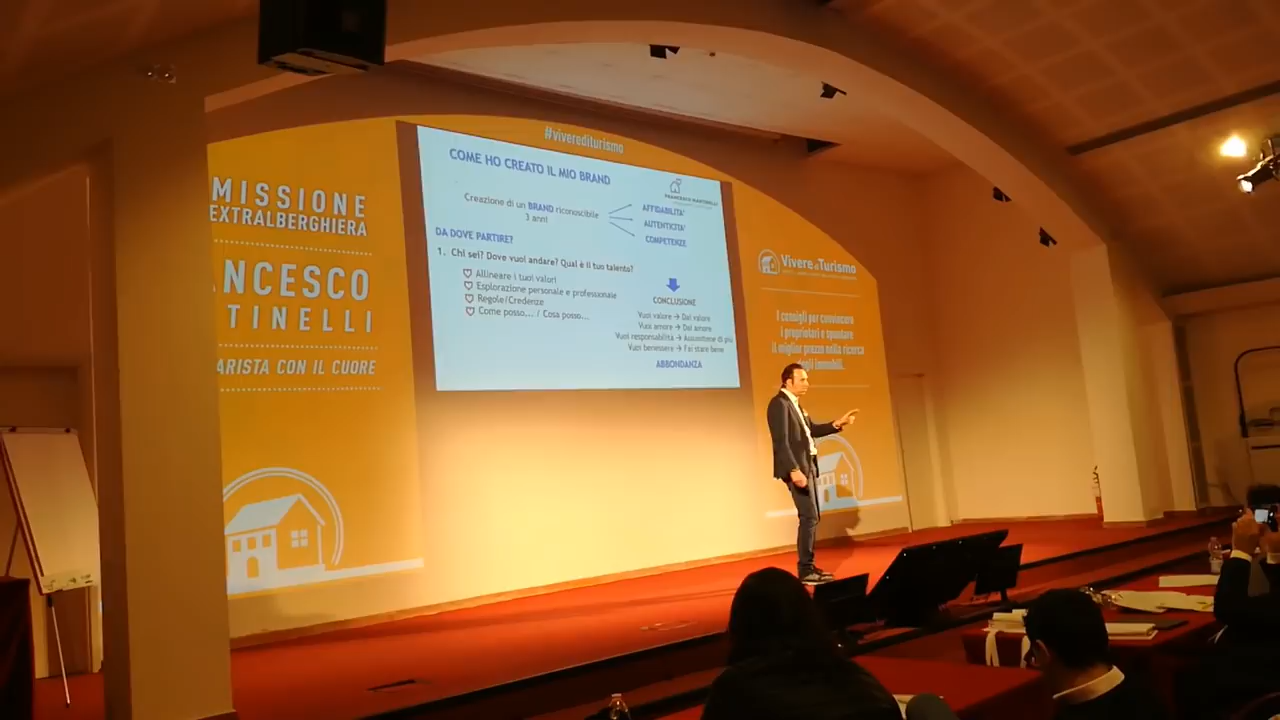 #viverediturismo
MISSIONE
EXTRALBERGHIERA
NCESCO
TINELLI
ARISTA CON IL CUORE
COME HO CREATO IL MIO BRAND
FRANCESCO MARTINELLI
Creazione di un BRAND riconoscibile
3 anni
AFFIDABILITA'
AUTENTICITA'
COMPETENZE
DA DOVE PARTIRE?
1. Chi sei? Dove vuoi andare? Qual è il tuo talento?
Allineare i tuoi valori
Esplorazione personale e professionale
Regole/Credenze
Come posso... / Cosa posso...
CONCLUSIONE
Vuoi valore → Dai valore
Vuoi amore → Dai amore
Vuoi responsabilità → Assumitene di più
Vuoi benessere → Fai stare bene
ABBONDANZA
Vivere di Turismo
I consigli per convincere
i proprietari e spuntare
il miglior prezzo nella ricerca
degli immobili.